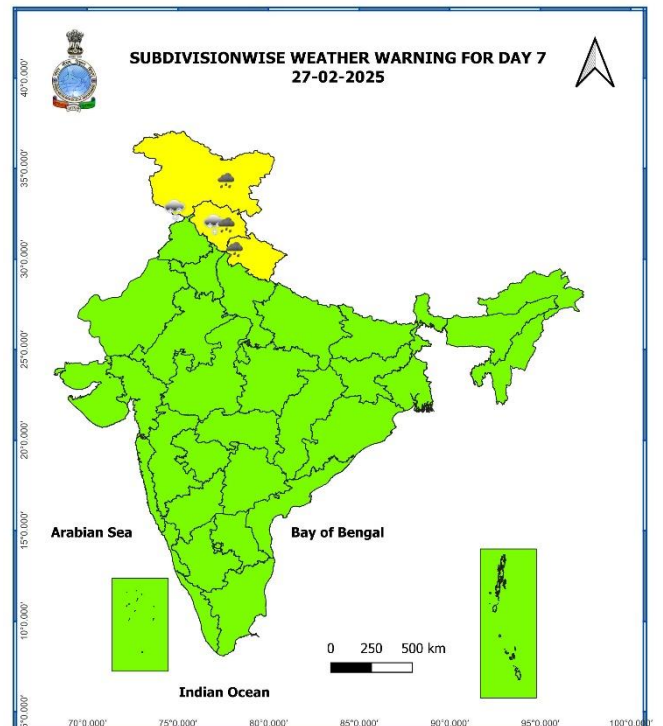 SUBDIVISIONWISE WEATHER WARNING FOR DAY 7
27-02-2025
40°0.000'
35°0.000'
30°0.000'
25°0.000'
20°0.000'
15°0.000'
10°0.000'
5°0.000'
Arabian Sea
Bay of Bengal
0 250 500 km
Indian Ocean
70°0.000' 75°0.000' 80°0.000' 85°0.000' 90°0.000' 95°0.000' 100°0.000'